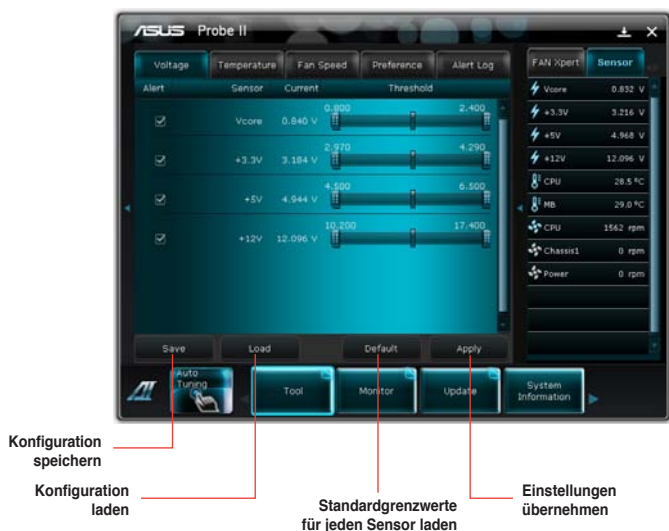 ASUS Probe II
Voltage Temperature Fan Speed Preference Alert Log
FAN Xpert Sensor
Alert Sensor Current Threshold
Vcore 0.840 V 0.800 2.400
+3.3V 3.184 V 2.970 4.290
+5V 4.944 V 4.500 6.500
+12V 12.096 V 10.200 17.400
Vcore 0.832 V
+3.3V 3.216 V
+5V 4.968 V
+12V 12.096 V
CPU 28.5 ºC
MB 29.0 ºC
CPU 1562 rpm
Chassis1 0 rpm
Power 0 rpm
Save Load Default Apply
Auto
Tuning
Tool Monitor Update System
Information
Konfiguration
speichern
Konfiguration
laden
Standardgrenzwerte
für jeden Sensor laden
Einstellungen
übernehmen